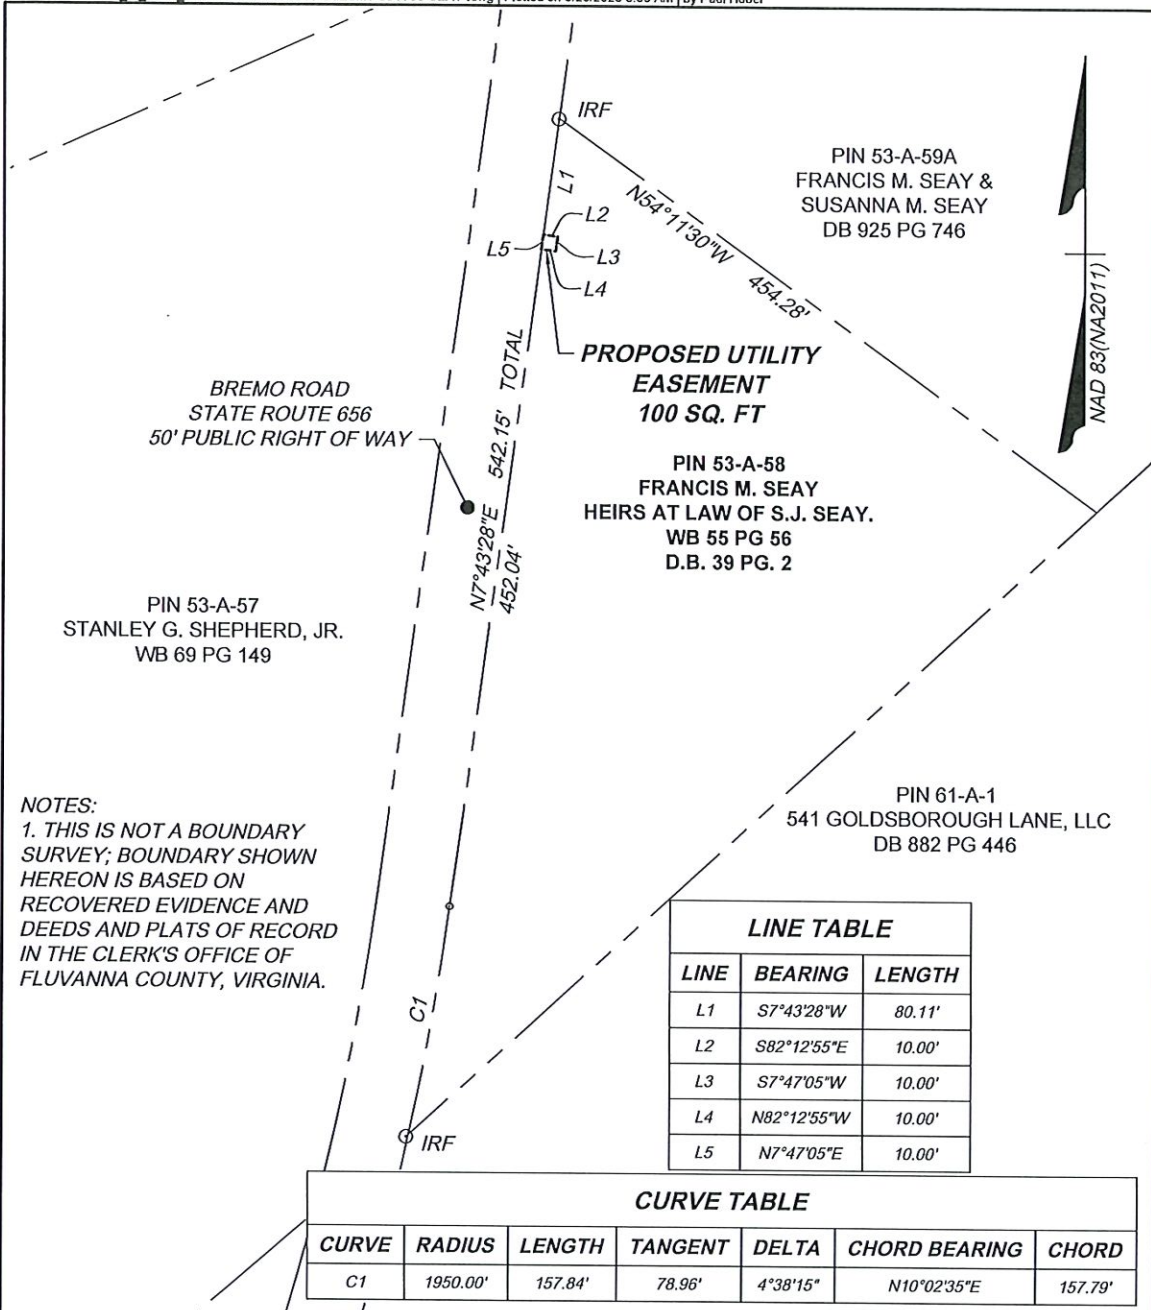 IRF
L1
L2
L3
L4
L5
N54°11'30"W 454.28'
PIN 53-A-59A
FRANCIS M. SEAY &
SUSANNA M. SEAY
DB 925 PG 746
NAD 83(NA2011)
PROPOSED UTILITY
EASEMENT
100 SQ. FT
BREMO ROAD
STATE ROUTE 656
50' PUBLIC RIGHT OF WAY
N7°43'28"E 542.15' TOTAL
452.04'
PIN 53-A-58
FRANCIS M. SEAY
HEIRS AT LAW OF S.J. SEAY.
WB 55 PG 56
D.B. 39 PG. 2
PIN 53-A-57
STANLEY G. SHEPHERD, JR.
WB 69 PG 149
NOTES:
1. THIS IS NOT A BOUNDARY
SURVEY; BOUNDARY SHOWN
HEREON IS BASED ON
RECOVERED EVIDENCE AND
DEEDS AND PLATS OF RECORD
IN THE CLERK'S OFFICE OF
FLUVANNA COUNTY, VIRGINIA.
PIN 61-A-1
541 GOLDSBOROUGH LANE, LLC
DB 882 PG 446
C1
IRF
LINE TABLE
LINE BEARING LENGTH
L1 S7°43'28"W 80.11'
L2 S82°12'55"E 10.00'
L3 S7°47'05"W 10.00'
L4 N82°12'55"W 10.00'
L5 N7°47'05"E 10.00'
CURVE TABLE
CURVE RADIUS LENGTH TANGENT DELTA CHORD BEARING CHORD
C1 1950.00' 157.84' 78.96' 4°38'15" N10°02'35"E 157.79'